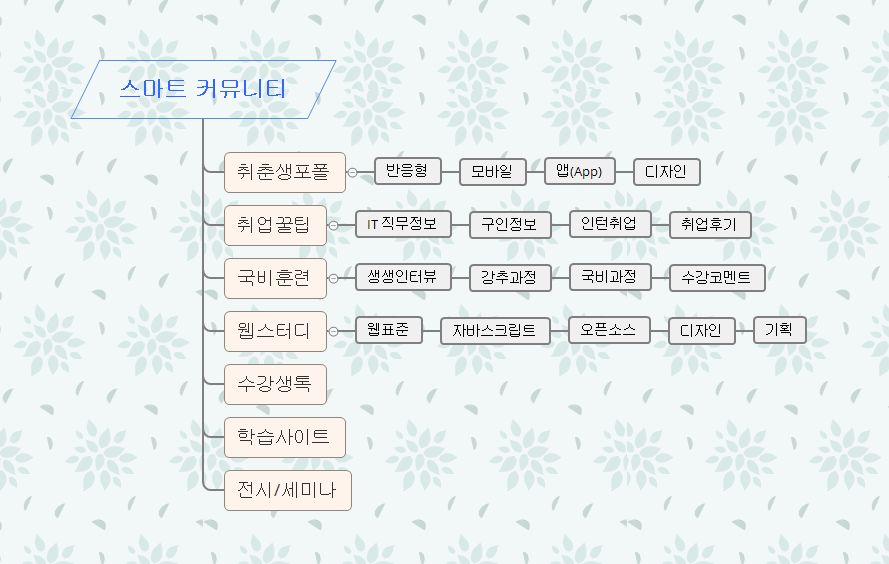 스마트 커뮤니티
취춘생포폴 반응형 모바일 앱(App) 디자인
취업꿀팁 IT직무정보 구인정보 인턴취업 취업후기
국비훈련 생생인터뷰 강추과정 국비과정 수강코멘트
웹스터디 웹표준 자바스크립트 오픈소스 디자인 기획
수강생톡
학습사이트
전시/세미나